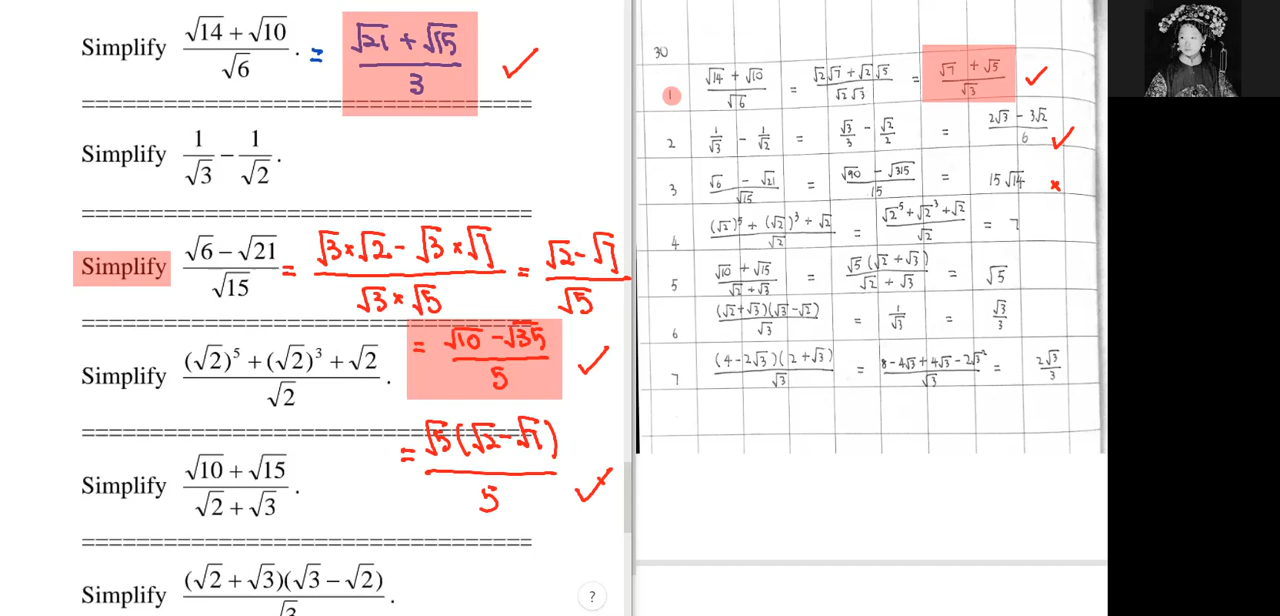 Simplify (√14 + √10)/√6 . = (√21 + √15)/3 ✓
Simplify 1/√3 − 1/√2 .
Simplify (√6 − √21)/√15 = (√3 × √2 − √3 × √7)/(√3 × √5) = (√2 − √7)/√5
= (√10 − √35)/5 ✓
Simplify ((√2)⁵ + (√2)³ + √2)/√2 .
= √5(√2 − √7)/5 ✓
Simplify (√10 + √15)/(√2 + √3) .
Simplify (√2 + √3)(√3 − √2)/√3 .
?
30
1 (√14 + √10)/√6 = (√2√7 + √2√5)/(√2√3) = (√7 + √5)/√3 ✓
2 1/√3 − 1/√2 = √3/3 − √2/2 = (2√3 − 3√2)/6 ✓
3 (√6 − √21)/√15 = (√90 − √315)/15 = 15√14 ×
4 ((√2)⁵ + (√2)³ + √2)/√2 = (√2⁵ + √2³ + √2)/√2 = 7
5 (√10 + √15)/(√2 + √3) = √5(√2 + √3)/(√2 + √3) = √5
6 (√2+√3)(√3−√2)/√3 = 1/√3 = √3/3
7 (4−2√3)(2+√3)/√3 = (8−4√3+4√3−2√3²)/√3 = 2√3/3